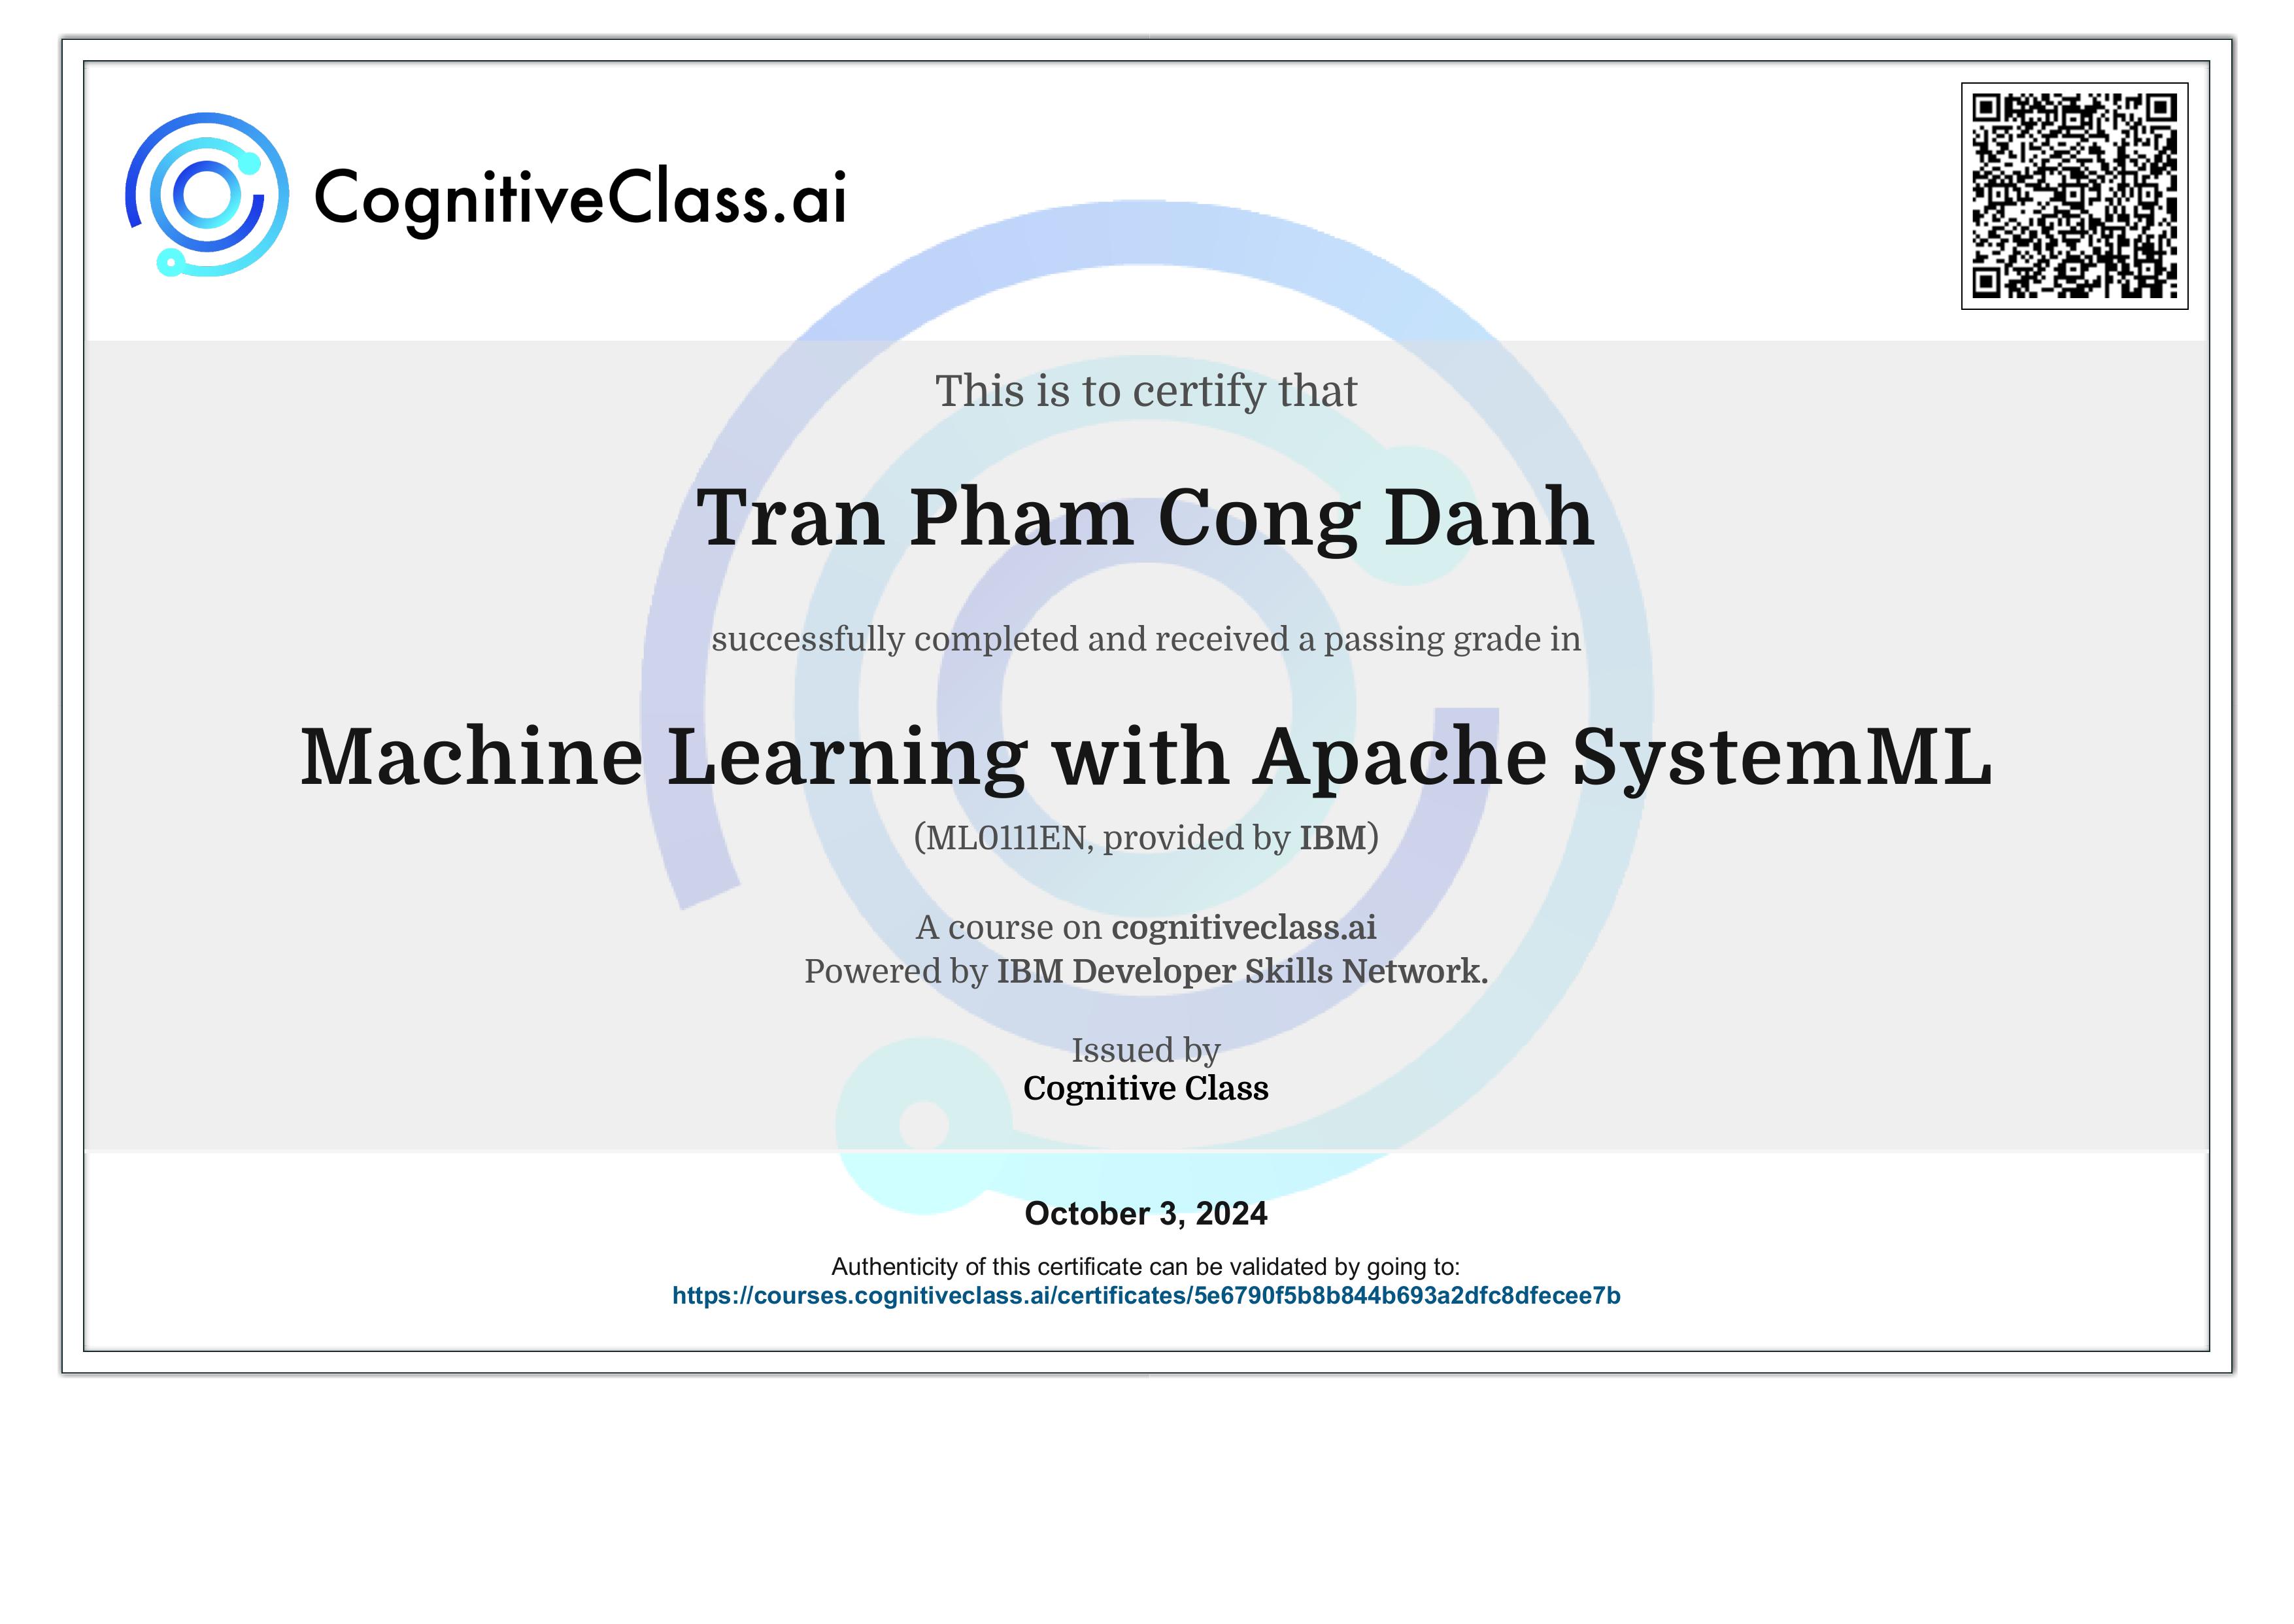 CognitiveClass.ai
This is to certify that
Tran Pham Cong Danh
successfully completed and received a passing grade in
Machine Learning with Apache SystemML
(ML0111EN, provided by IBM)
A course on cognitiveclass.ai
Powered by IBM Developer Skills Network.
Issued by
Cognitive Class
October 3, 2024
Authenticity of this certificate can be validated by going to:
https://courses.cognitiveclass.ai/certificates/5e6790f5b8b844b693a2dfc8dfecee7b